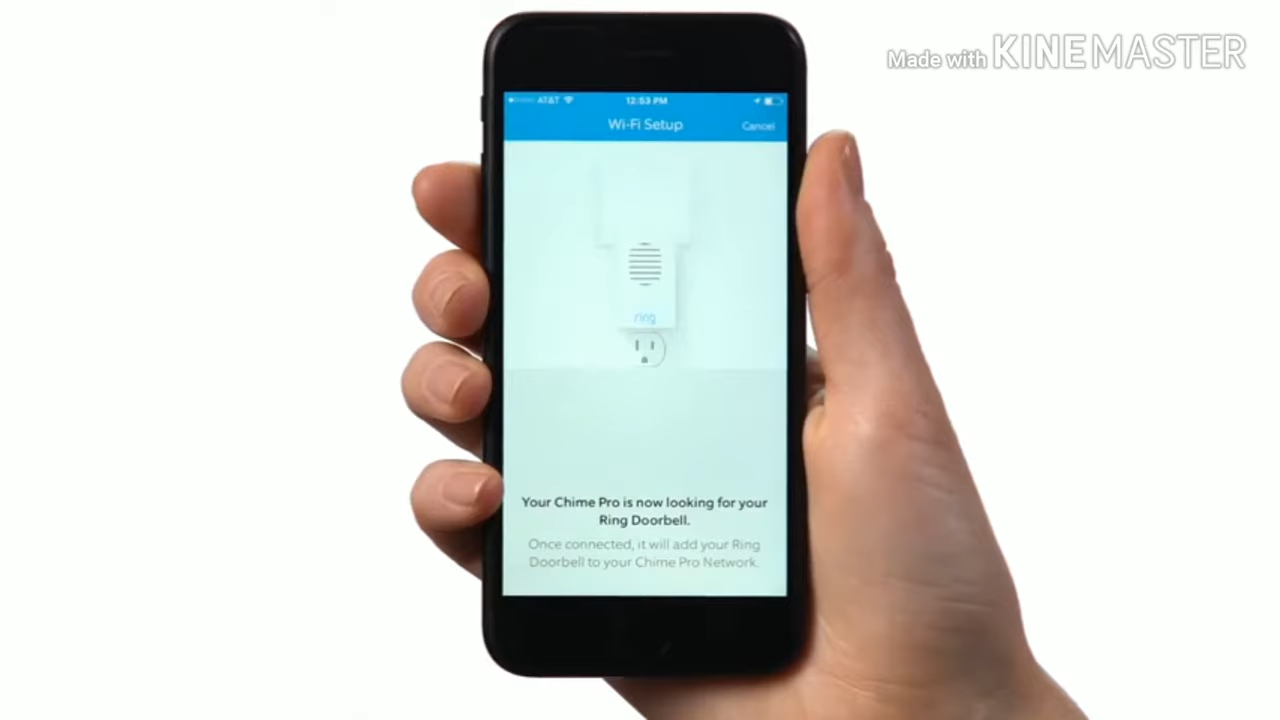 Made with KINEMASTER
AT&T 12:53 PM
Wi-Fi Setup Cancel
ring
Your Chime Pro is now looking for your
Ring Doorbell.
Once connected, it will add your Ring
Doorbell to your Chime Pro Network.